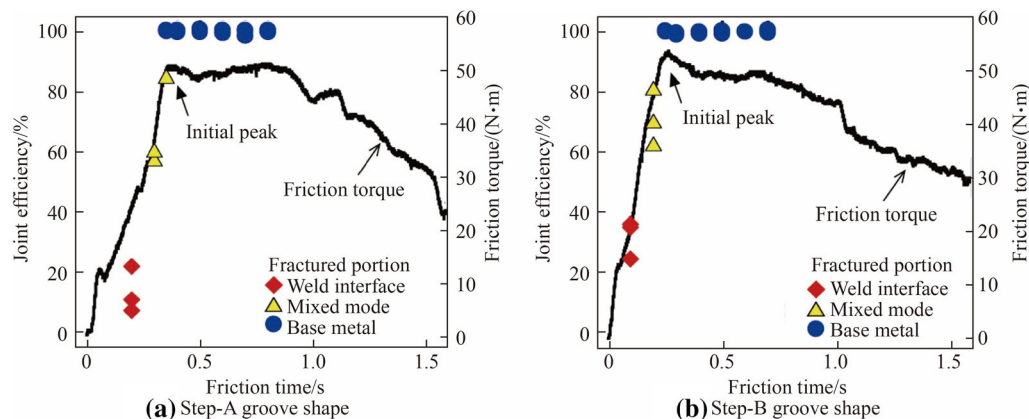 100
80
60
40
20
0
Joint efficiency/%
60
50
40
30
20
10
0
Friction torque/(N•m)
Initial peak
Friction torque
Fractured portion
Weld interface
Mixed mode
Base metal
0
0.5
1.0
1.5
Friction time/s
(a) Step-A groove shape
100
80
60
40
20
0
Joint efficiency/%
60
50
40
30
20
10
0
Friction torque/(N•m)
Initial peak
Friction torque
Fractured portion
Weld interface
Mixed mode
Base metal
0
0.5
1.0
1.5
Friction time/s
(b) Step-B groove shape